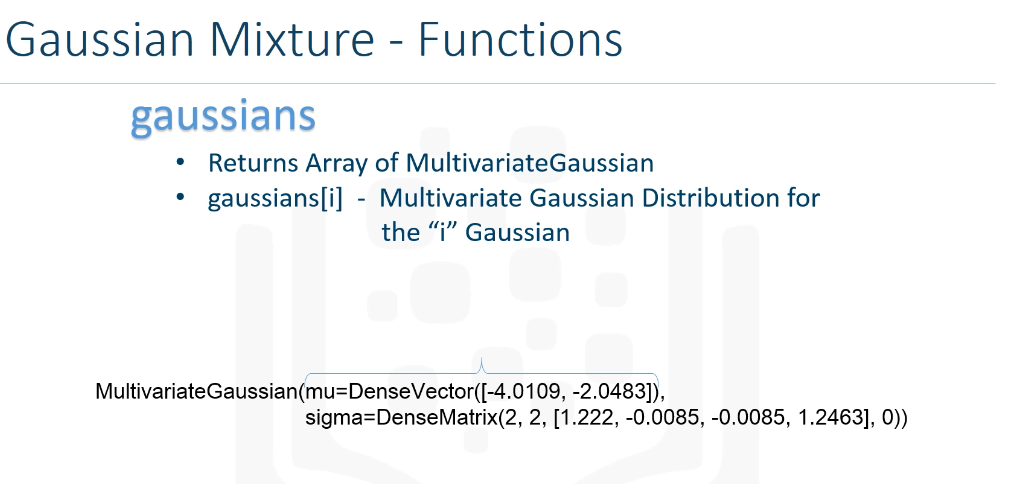 Gaussian Mixture - Functions
gaussians
• Returns Array of MultivariateGaussian
• gaussians[i] - Multivariate Gaussian Distribution for
the “i” Gaussian
MultivariateGaussian(mu=DenseVector([-4.0109, -2.0483]),
sigma=DenseMatrix(2, 2, [1.222, -0.0085, -0.0085, 1.2463], 0))